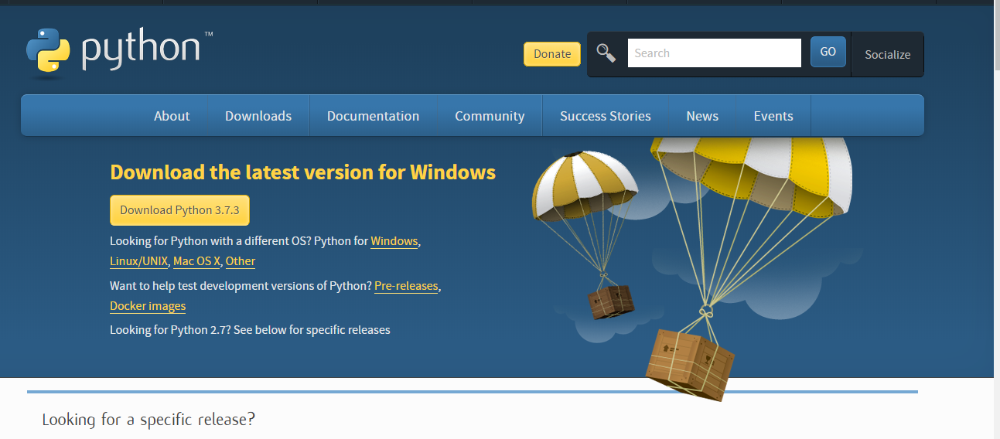 python™
Donate
Search
GO
Socialize
About Downloads Documentation Community Success Stories News Events
Download the latest version for Windows
Download Python 3.7.3
Looking for Python with a different OS? Python for Windows,
Linux/UNIX, Mac OS X, Other
Want to help test development versions of Python? Pre-releases,
Docker images
Looking for Python 2.7? See below for specific releases
Looking for a specific release?